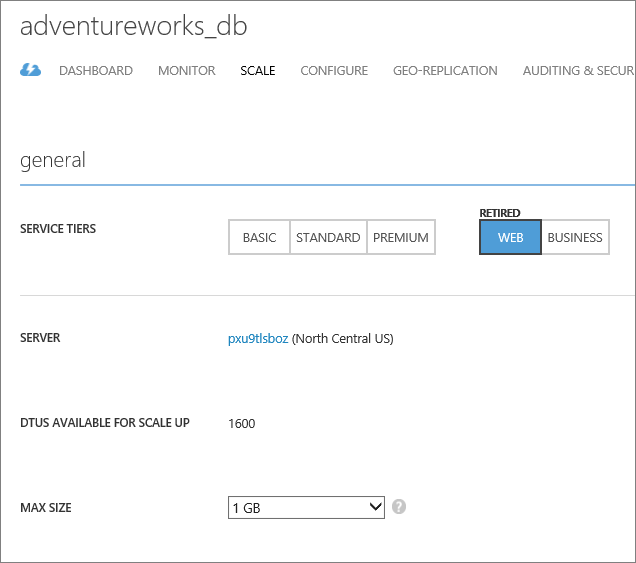 adventureworks_db
DASHBOARD MONITOR SCALE CONFIGURE GEO-REPLICATION AUDITING & SECUR
general
RETIRED
SERVICE TIERS BASIC STANDARD PREMIUM WEB BUSINESS
SERVER pxu9tlsboz (North Central US)
DTUS AVAILABLE FOR SCALE UP 1600
MAX SIZE 1 GB ?